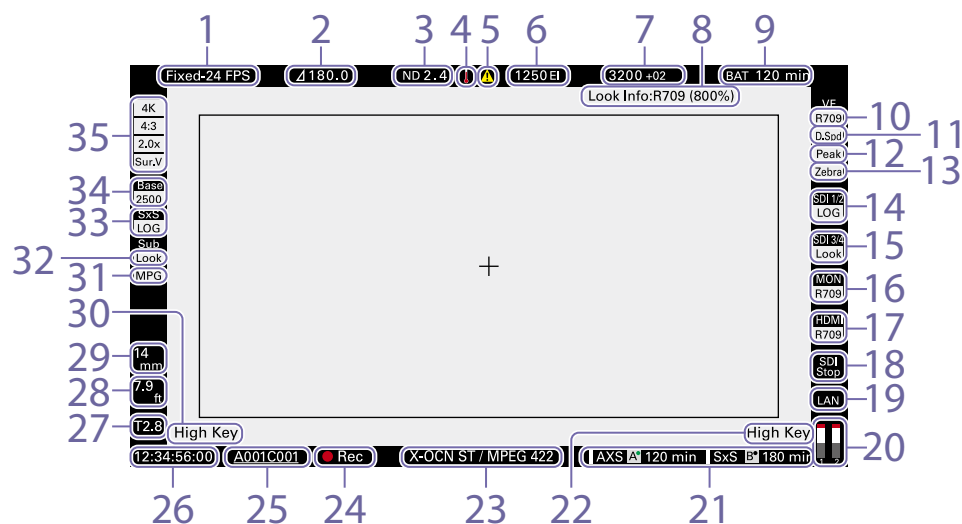 1 2 3 4 5 6 7 8 9
Fixed-24 FPS ⊿180.0 ND 2.4 1250EI 3200+02 BAT 120 min
Look Info:R709 (800%)
35
4K
4:3
2.0x
Sur.V
34
Base
2500
33
SxS
LOG
Sub
32
Look
31
MPG
30
29
14
mm
28
7.9
ft
27
T2.8
High Key
VF
R709
10
D.Spd
11
Peak
12
Zebra
13
SDI 1/2
LOG
14
SDI 3/4
Look
15
MON
R709
16
HDMI
R709
17
SDI
Stop
18
LAN
19
High Key
1 2
20
12:34:56:00 A001C001 Rec X-OCN ST / MPEG 422 AXS A 120 min SxS B 180 min
26 25 24 23 22 21